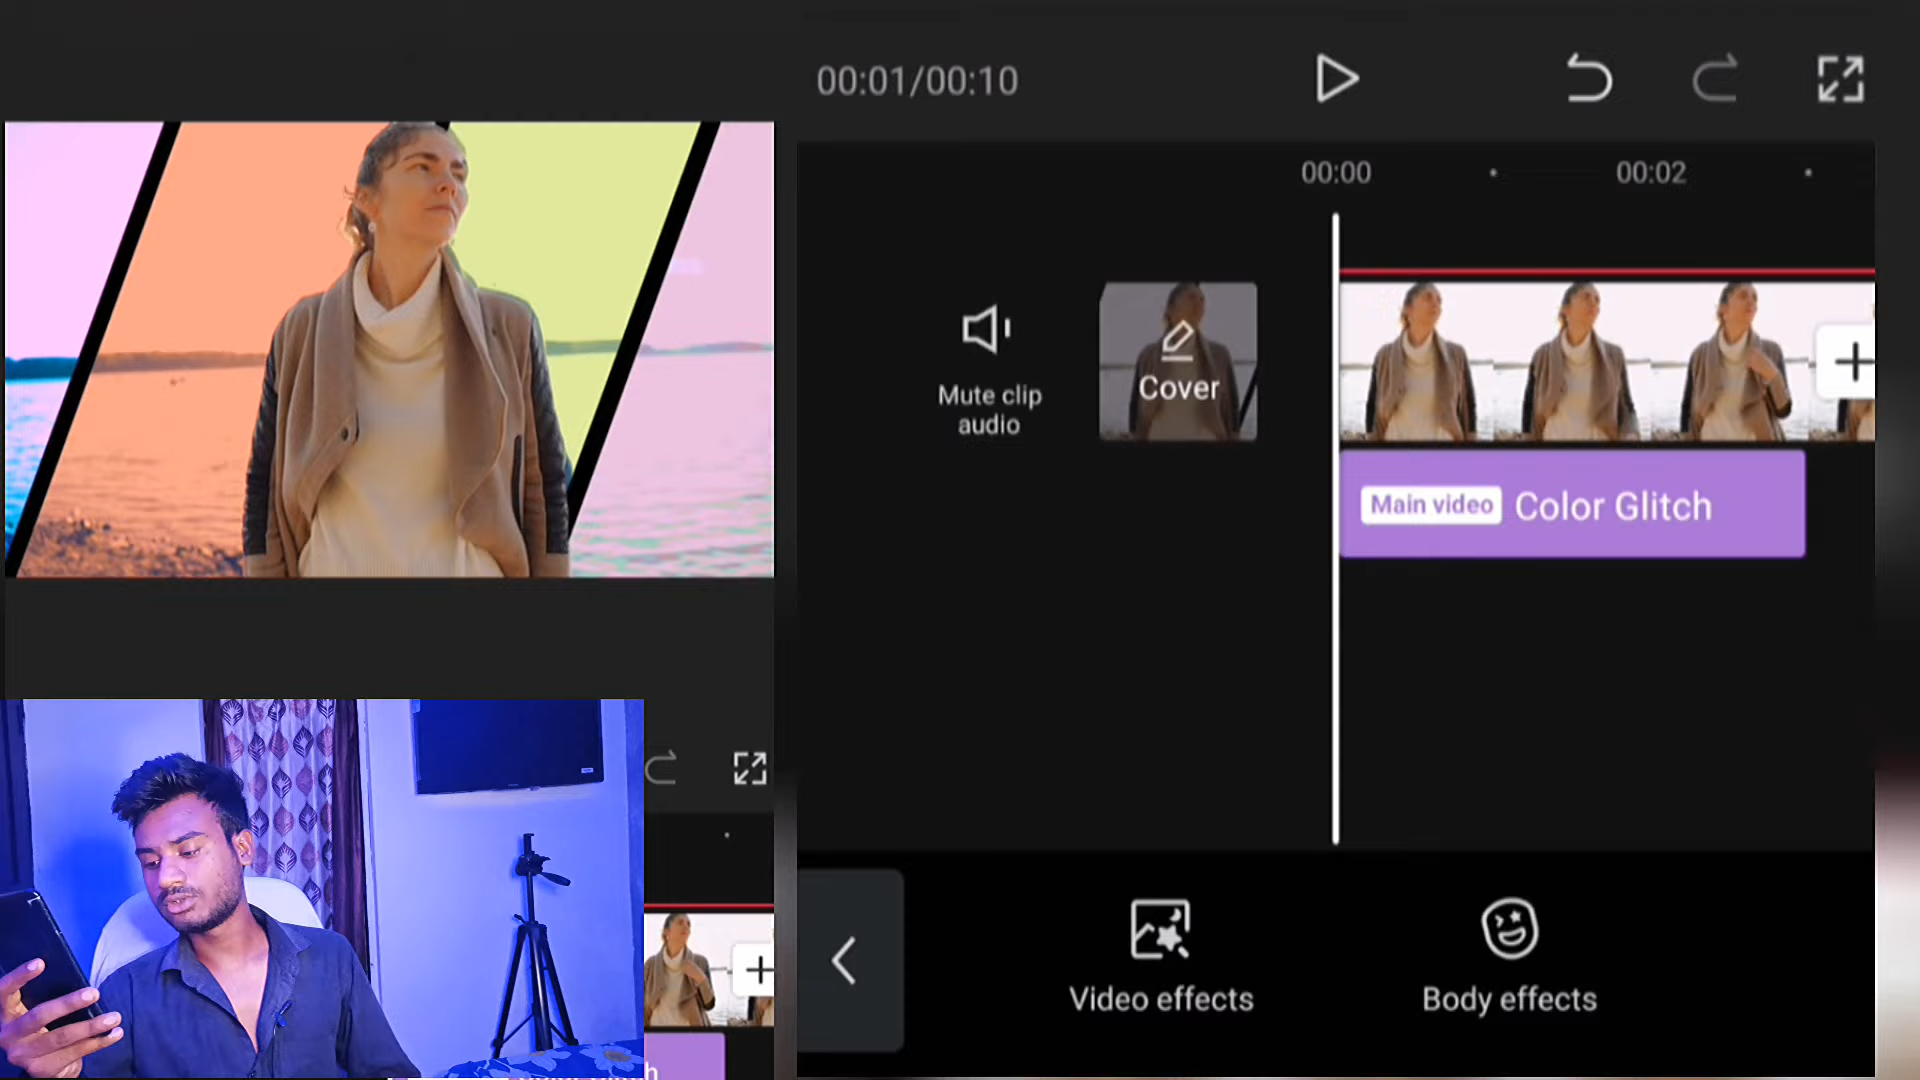 00:01/00:10
00:00
00:02
Mute clip
audio
Cover
Main video Color Glitch
Video effects
Body effects